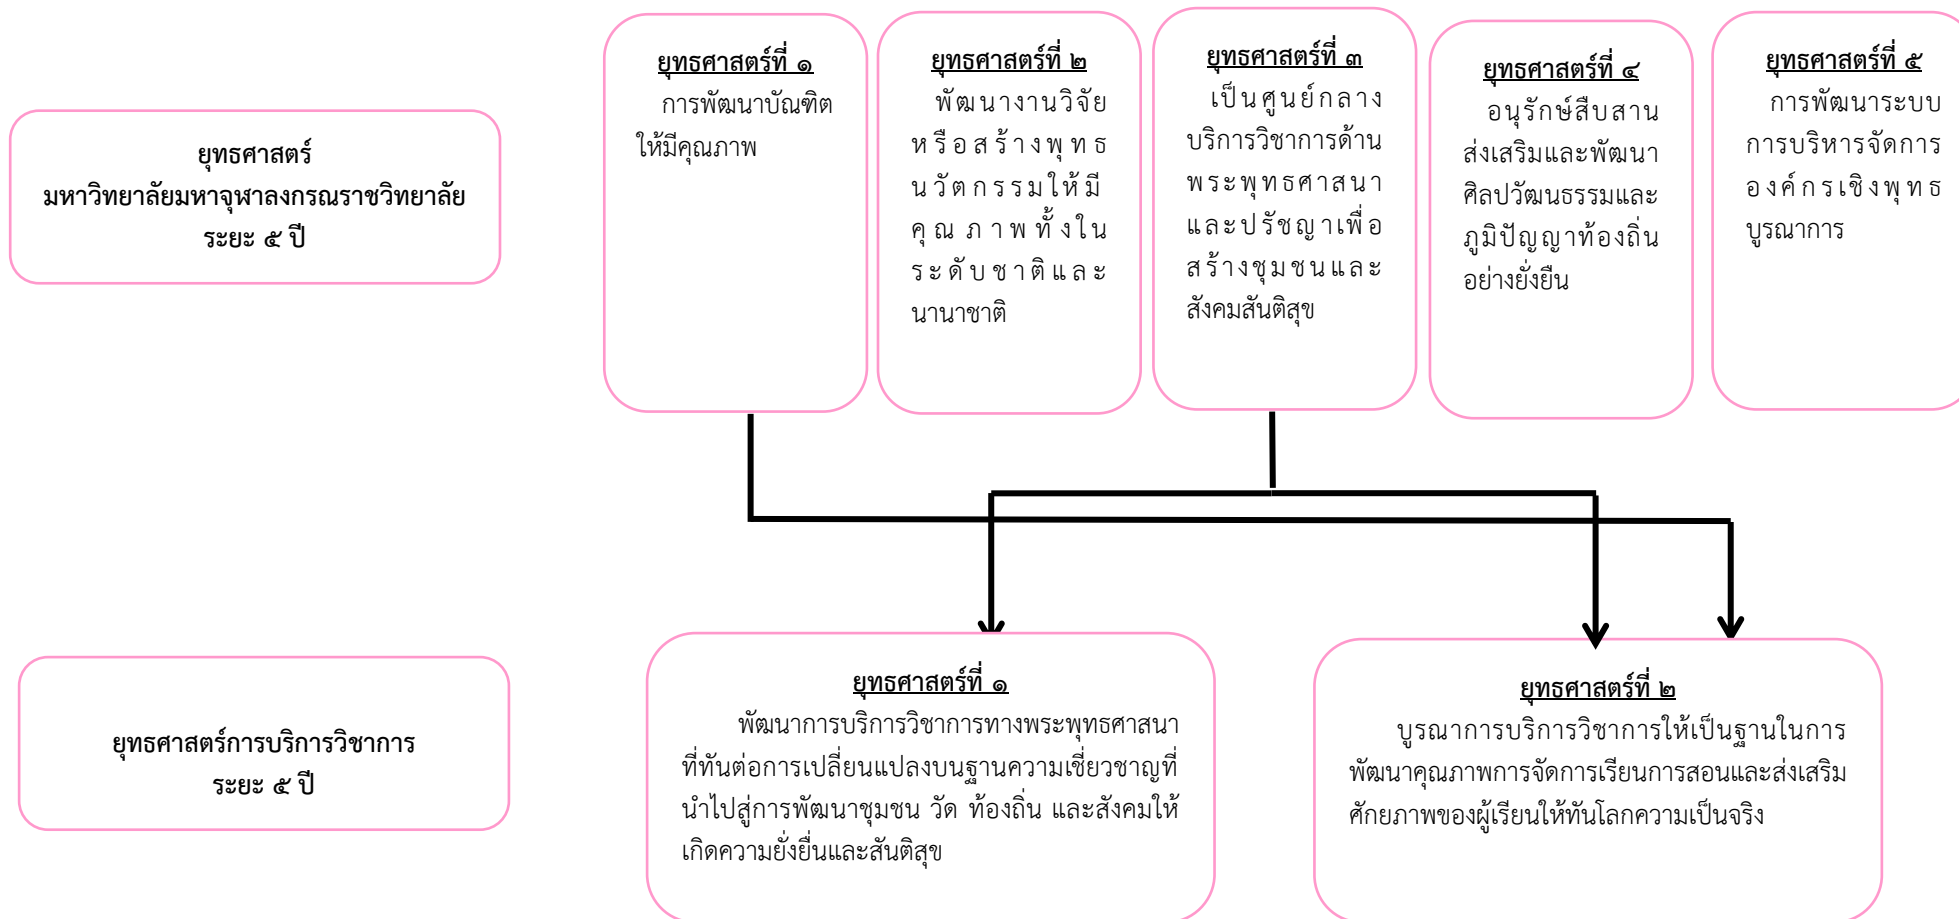 ยุทธศาสตร์
มหาวิทยาลัยมหาจุฬาลงกรณราชวิทยาลัย
ระยะ ๕ ปี
ยุทธศาสตร์ที่ ๑
การพัฒนาบัณฑิต
ให้มีคุณภาพ
ยุทธศาสตร์ที่ ๒
พัฒนางานวิจัย
หรือสร้างพุทธ
นวัตกรรมให้มี
คุณภาพทั้งใน
ระดับชาติและ
นานาชาติ
ยุทธศาสตร์ที่ ๓
เป็นศูนย์กลาง
บริการวิชาการด้าน
พระพุทธศาสนา
และปรัชญาเพื่อ
สร้างชุมชนและ
สังคมสันติสุข
ยุทธศาสตร์ที่ ๔
อนุรักษ์สืบสาน
ส่งเสริมและพัฒนา
ศิลปวัฒนธรรมและ
ภูมิปัญญาท้องถิ่น
อย่างยั่งยืน
ยุทธศาสตร์ที่ ๕
การพัฒนาระบบ
การบริหารจัดการ
องค์กรเชิงพุทธ
บูรณาการ
ยุทธศาสตร์การบริการวิชาการ
ระยะ ๕ ปี
ยุทธศาสตร์ที่ ๑
พัฒนาการบริการวิชาการทางพระพุทธศาสนา
ที่ทันต่อการเปลี่ยนแปลงบนฐานความเชี่ยวชาญที่
นำไปสู่การพัฒนาชุมชน วัด ท้องถิ่น และสังคมให้
เกิดความยั่งยื่นและสันติสุข
ยุทธศาสตร์ที่ ๒
บูรณาการบริการวิชาการให้เป็นฐานในการ
พัฒนาคุณภาพการจัดการเรียนการสอนและส่งเสริม
ศักยภาพของผู้เรียนให้ทันโลกความเป็นจริง